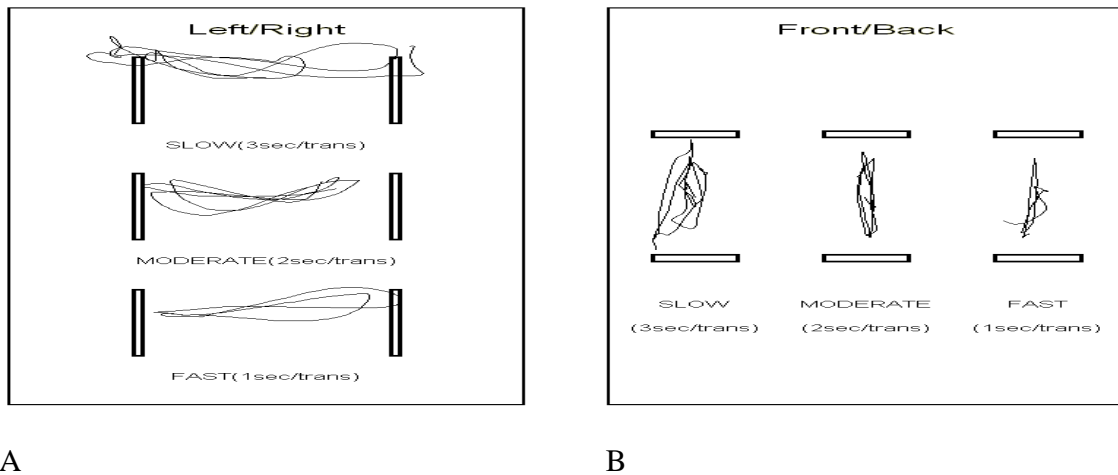 Left/Right
SLOW(3sec/trans)
MODERATE(2sec/trans)
FAST(1sec/trans)
A
Front/Back
SLOW MODERATE FAST
(3sec/trans) (2sec/trans) (1sec/trans)
B